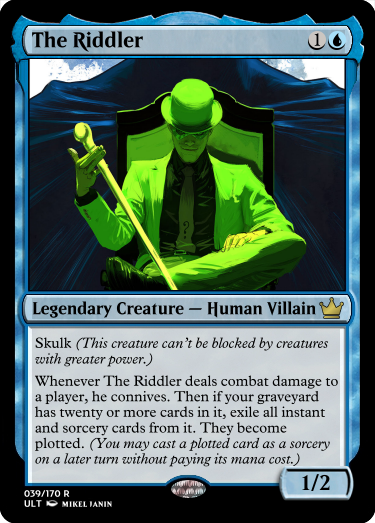 The Riddler 1
Legendary Creature — Human Villain
Skulk (This creature can't be blocked by creatures
with greater power.)
Whenever The Riddler deals combat damage to
a player, he connives. Then if your graveyard
has twenty or more cards in it, exile all instant
and sorcery cards from it. They become
plotted. (You may cast a plotted card as a sorcery
on a later turn without paying its mana cost.)
1/2
039/170 R
ULT MIKEL JANIN
?